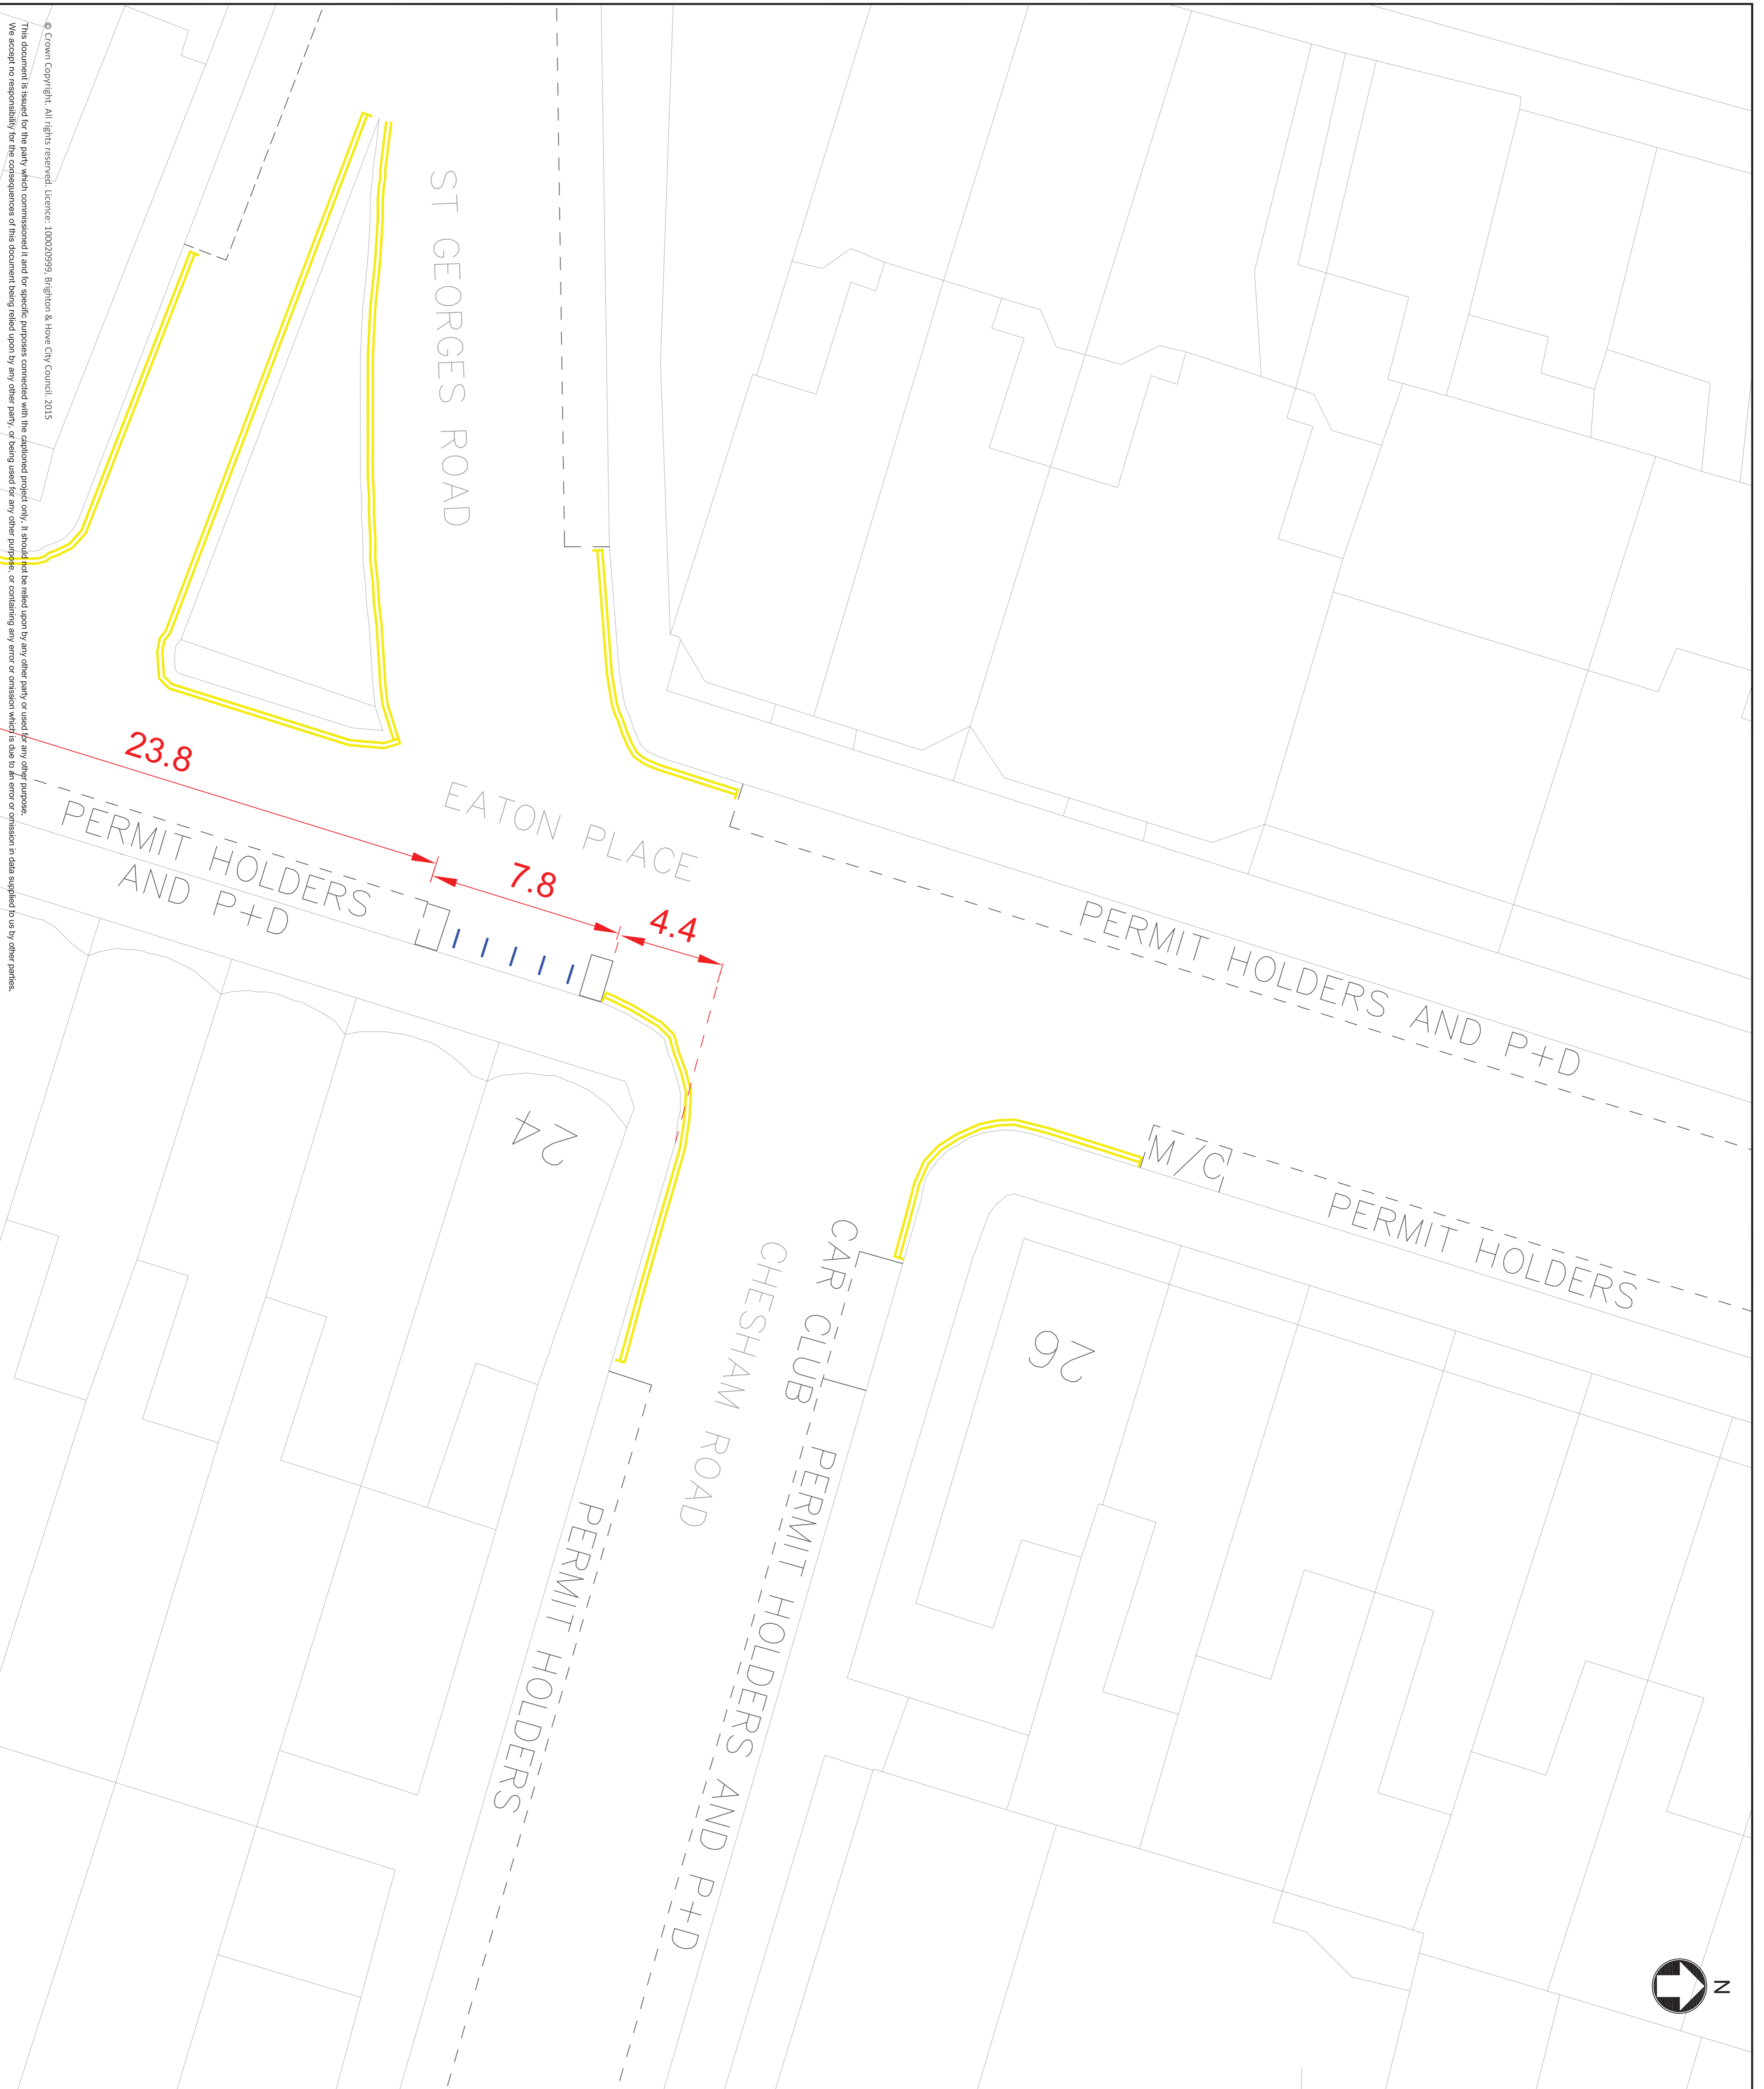 © Crown Copyright. All rights reserved. Licence: 100020999, Brighton & Hove City Council. 2015
This document is issued for the party which commissioned it and for specific purposes connected with the captioned project only. It should not be relied upon by any other party or used for any other purpose.
We accept no responsibility for the consequences of this document being relied upon by any other party, or being used for any other purpose, or containing any error or omission which is due to an error or omission in data supplied to us by other parties.
ST GEORGES ROAD
EATON PLACE
23.8
7.8
4.4
PERMIT HOLDERS
AND P+D
PERMIT HOLDERS AND P+D
M/C
PERMIT HOLDERS
24
26
CAR CLUB
CHESHAM ROAD
PERMIT HOLDERS AND P+D
PERMIT HOLDERS
N